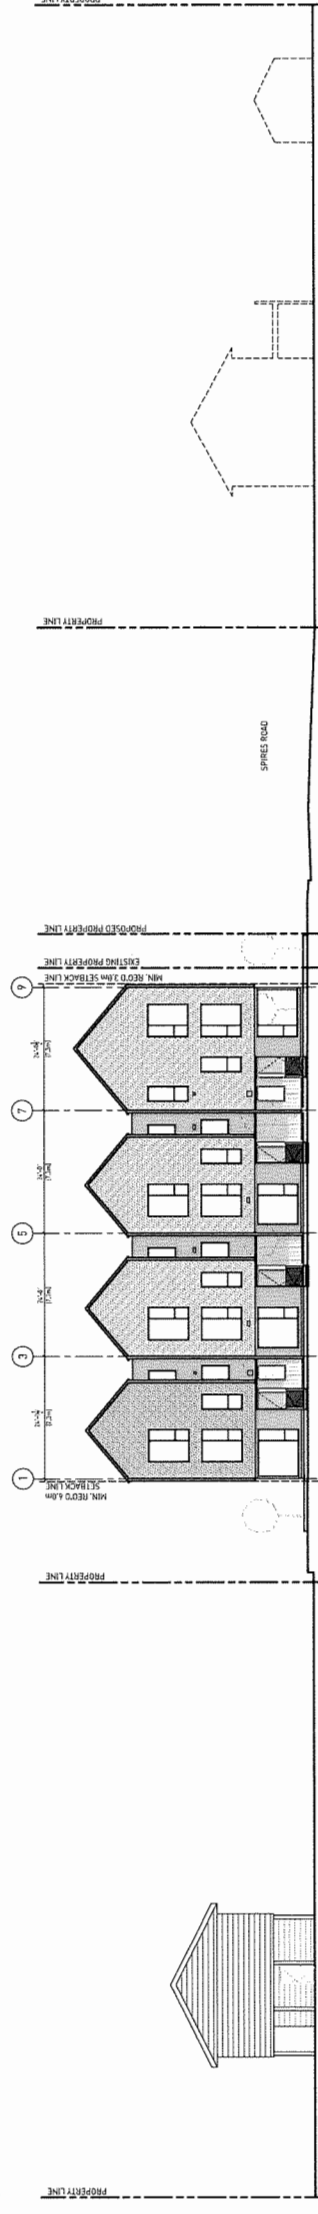 PROPERTY LINE
PROPERTY LINE
SPIRES ROAD
PROPOSED PROPERTY LINE
EXISTING PROPERTY LINE
MIN. REQ'D 3.0m SETBACK LINE
9
7
5
3
1
MIN. REQ'D 6.0m
SETBACK LINE
PROPERTY LINE
PROPERTY LINE